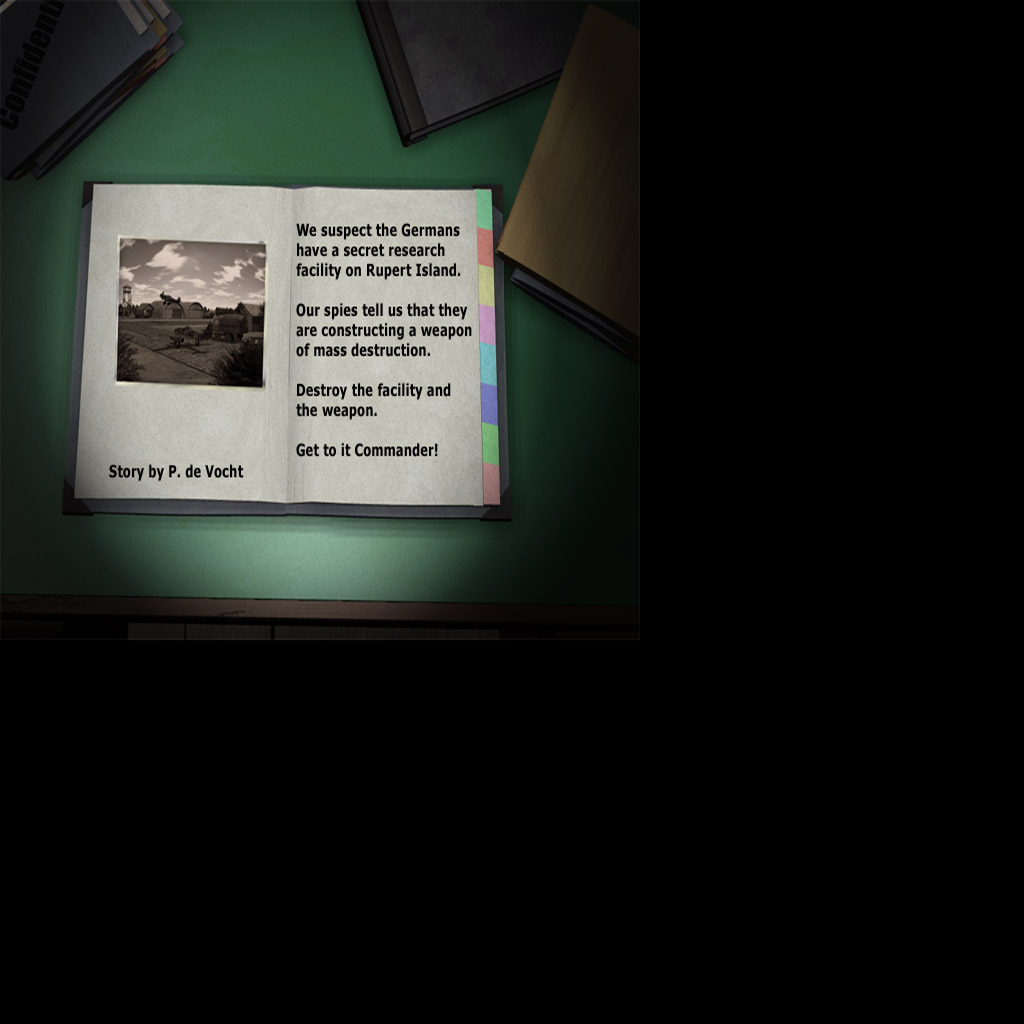 Confident
We suspect the Germans
have a secret research
facility on Rupert Island.
Our spies tell us that they
are constructing a weapon
of mass destruction.
Destroy the facility and
the weapon.
Get to it Commander!
Story by P. de Vocht